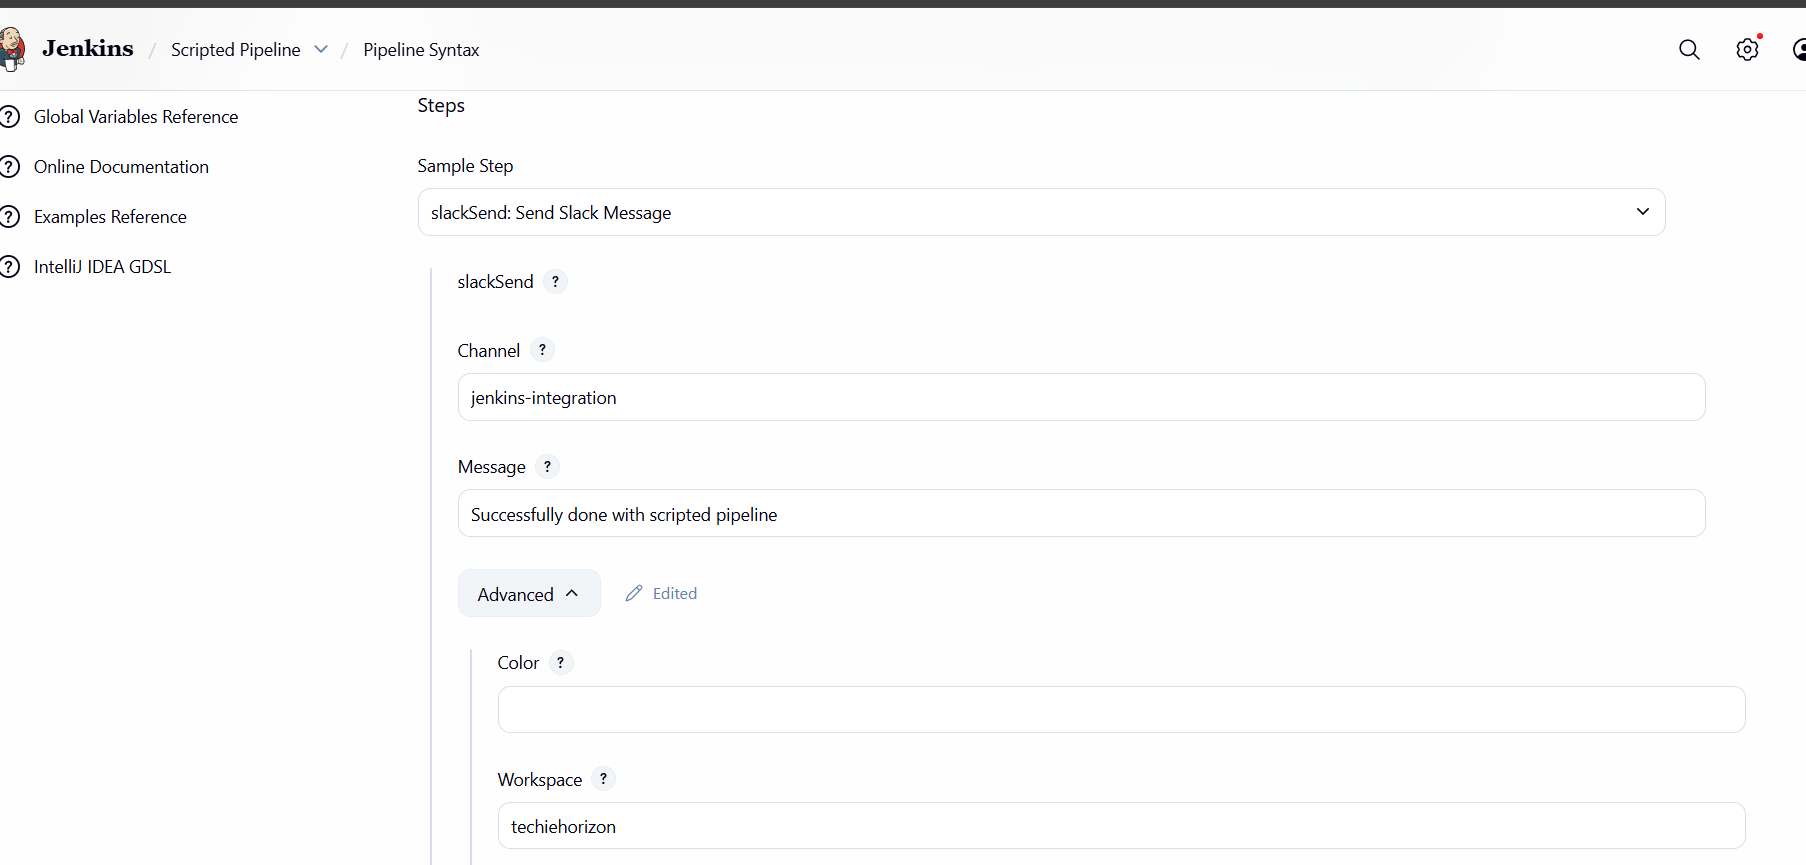 Jenkins / Scripted Pipeline / Pipeline Syntax
Global Variables Reference
Online Documentation
Examples Reference
IntelliJ IDEA GDSL
Steps
Sample Step
slackSend: Send Slack Message
slackSend ?
Channel ?
jenkins-integration
Message ?
Successfully done with scripted pipeline
Advanced Edited
Color ?
Workspace ?
techiehorizon